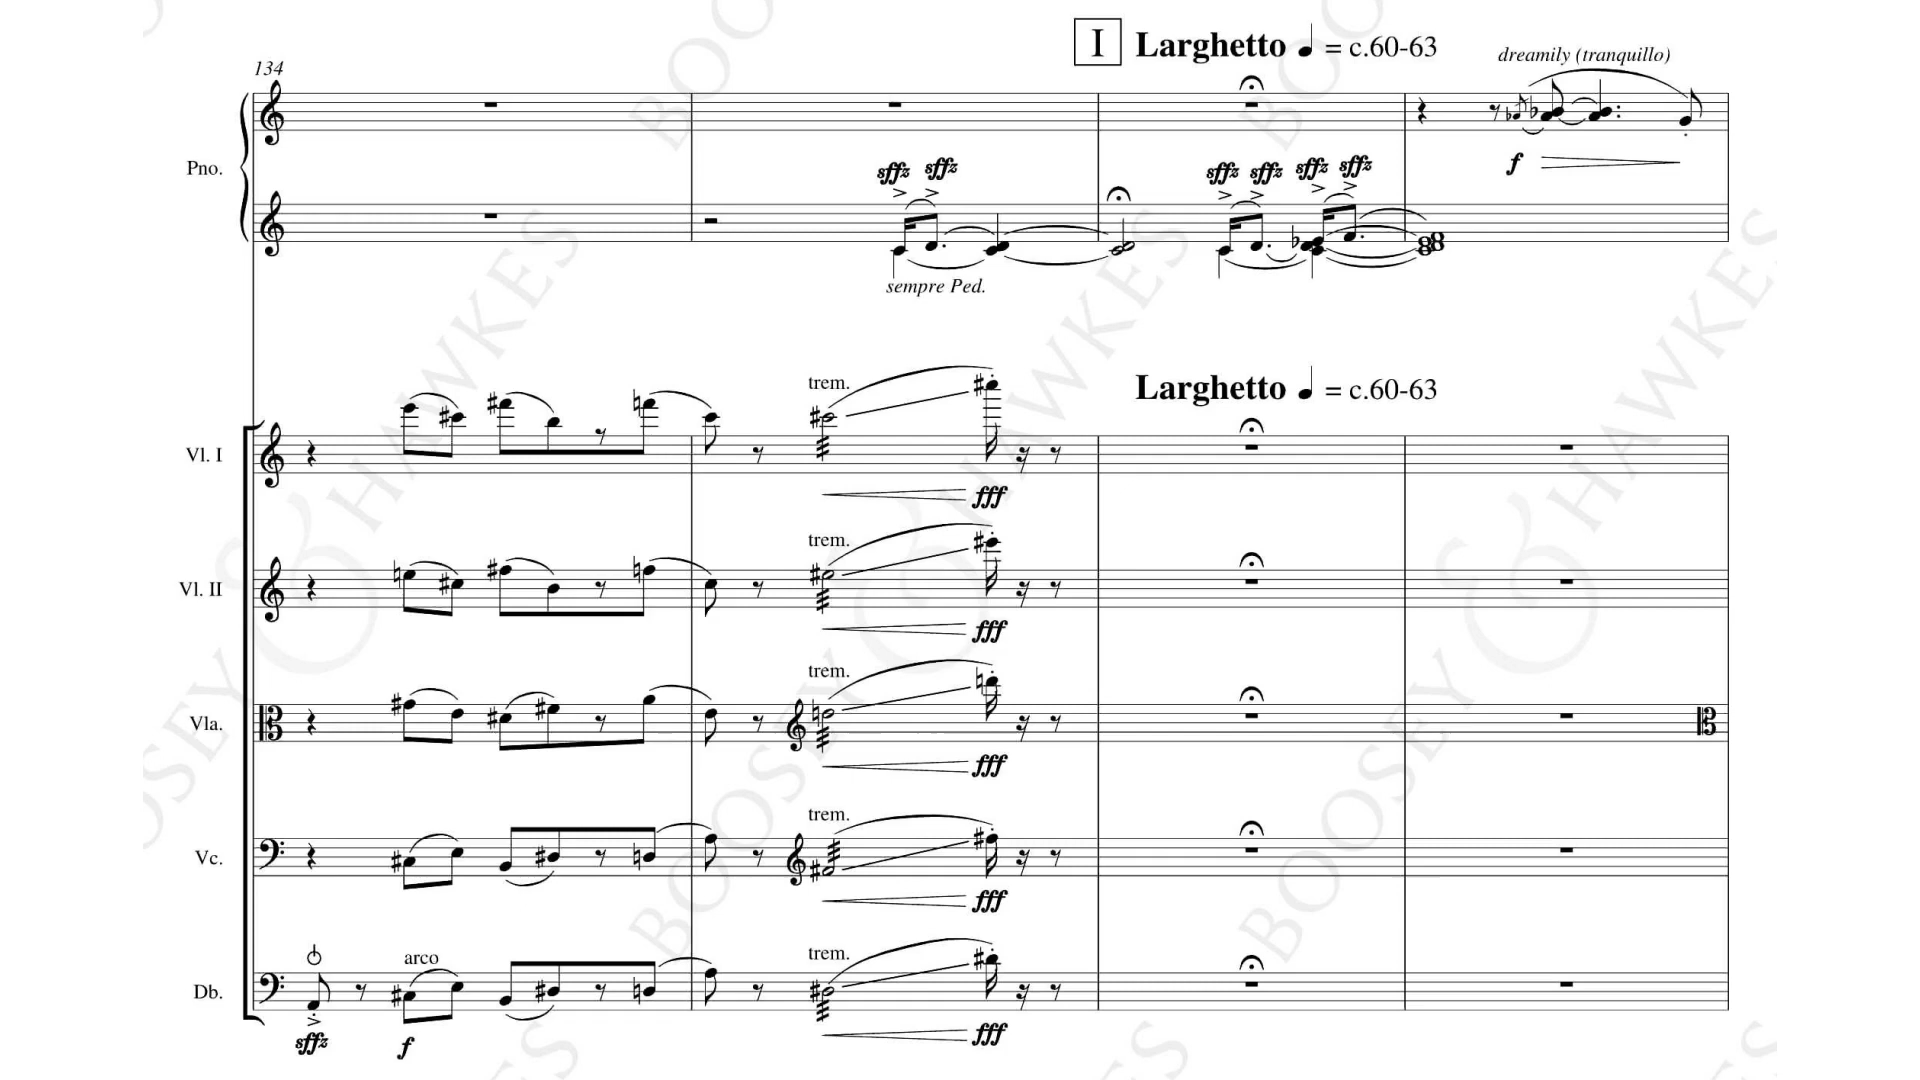 I Larghetto ♩ = c.60-63
134
dreamily (tranquillo)
Pno.
f
sffz sffz sffz sffz sffz sffz
sempre Ped.
Larghetto ♩ = c.60-63
trem.
Vl. I
fff
trem.
Vl. II
fff
trem.
Vla.
fff
trem.
Vc.
fff
trem.
arco
Db.
sffz f fff
BOOSEY & HAWKES
BOOSEY & HAWKES